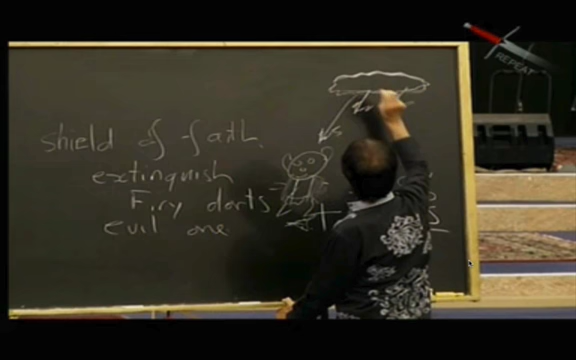 shield of faith
extinguish
Firy darts
evil one
REPEAT